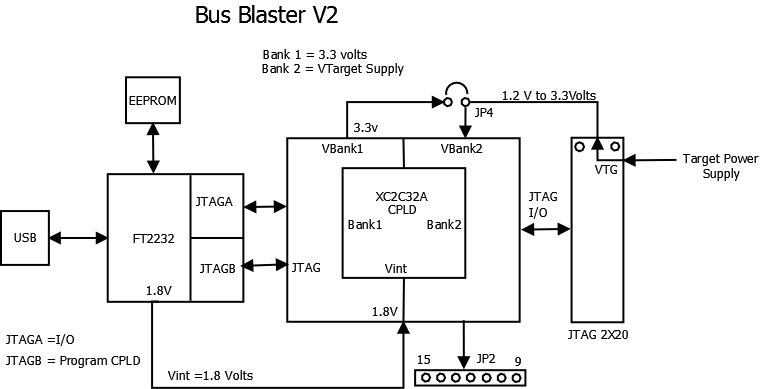 Bus Blaster V2
Bank 1 = 3.3 volts
Bank 2 = VTarget Supply
EEPROM
1.2 V to 3.3Volts
JP4
3.3v
VBank1
VBank2
VTG
Target Power
Supply
JTAGA
XC2C32A
CPLD
Bank1
Bank2
JTAG
I/O
USB
FT2232
JTAGB
JTAG
Vint
1.8V
1.8V
JTAG 2X20
JTAGA =I/O
JTAGB = Program CPLD
Vint =1.8 Volts
15
JP2
9